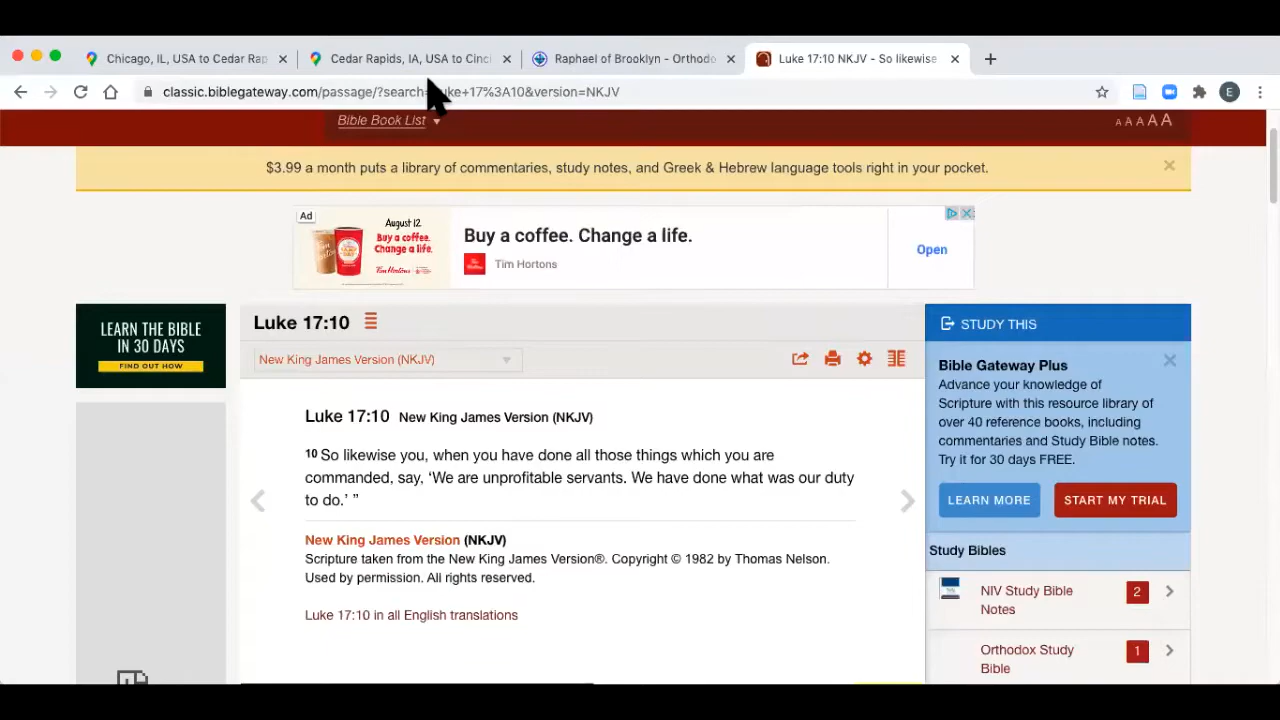 Chicago, IL, USA to Cedar Rap
Cedar Rapids, IA, USA to Cinci
Raphael of Brooklyn - Orthodo
Luke 17:10 NKJV - So likewise
classic.biblegateway.com/passage/?search= uke+17%3A10&version=NKJV
E
Bible Book List
A A A A A
$3.99 a month puts a library of commentaries, study notes, and Greek & Hebrew language tools right in your pocket.
Ad
August 12
Buy a coffee.
Change a life.
Tim Hortons
Buy a coffee. Change a life.
Tim Hortons
Open
LEARN THE BIBLE
IN 30 DAYS
FIND OUT HOW
Luke 17:10
New King James Version (NKJV)
Luke 17:10 New King James Version (NKJV)
10 So likewise you, when you have done all those things which you are
commanded, say, ‘We are unprofitable servants. We have done what was our duty
to do.’ ”
New King James Version (NKJV)
Scripture taken from the New King James Version®. Copyright © 1982 by Thomas Nelson.
Used by permission. All rights reserved.
Luke 17:10 in all English translations
STUDY THIS
Bible Gateway Plus
Advance your knowledge of
Scripture with this resource library of
over 40 reference books, including
commentaries and Study Bible notes.
Try it for 30 days FREE.
LEARN MORE
START MY TRIAL
Study Bibles
NIV Study Bible
Notes
2
Orthodox Study
Bible
1